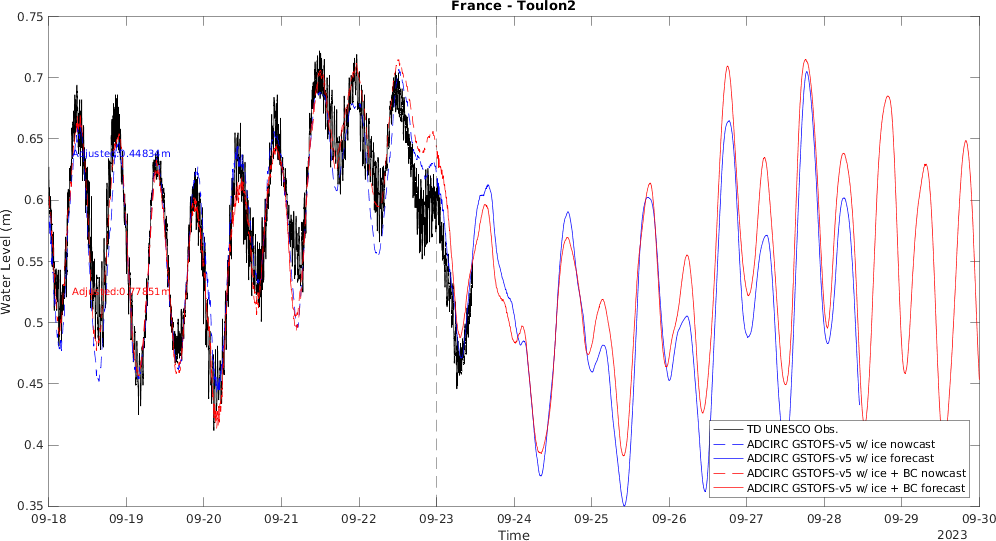 France - Toulon2
0.75
0.7
0.65
0.6
0.55
0.5
0.45
0.4
0.35
Water Level (m)
Adjusted:0.44834m
Adjusted:0.77851m
TD UNESCO Obs.
ADCIRC GSTOFS-v5 w/ ice nowcast
ADCIRC GSTOFS-v5 w/ ice forecast
ADCIRC GSTOFS-v5 w/ ice + BC nowcast
ADCIRC GSTOFS-v5 w/ ice + BC forecast
09-18 09-19 09-20 09-21 09-22 09-23 09-24 09-25 09-26 09-27 09-28 09-29 09-30
Time
2023